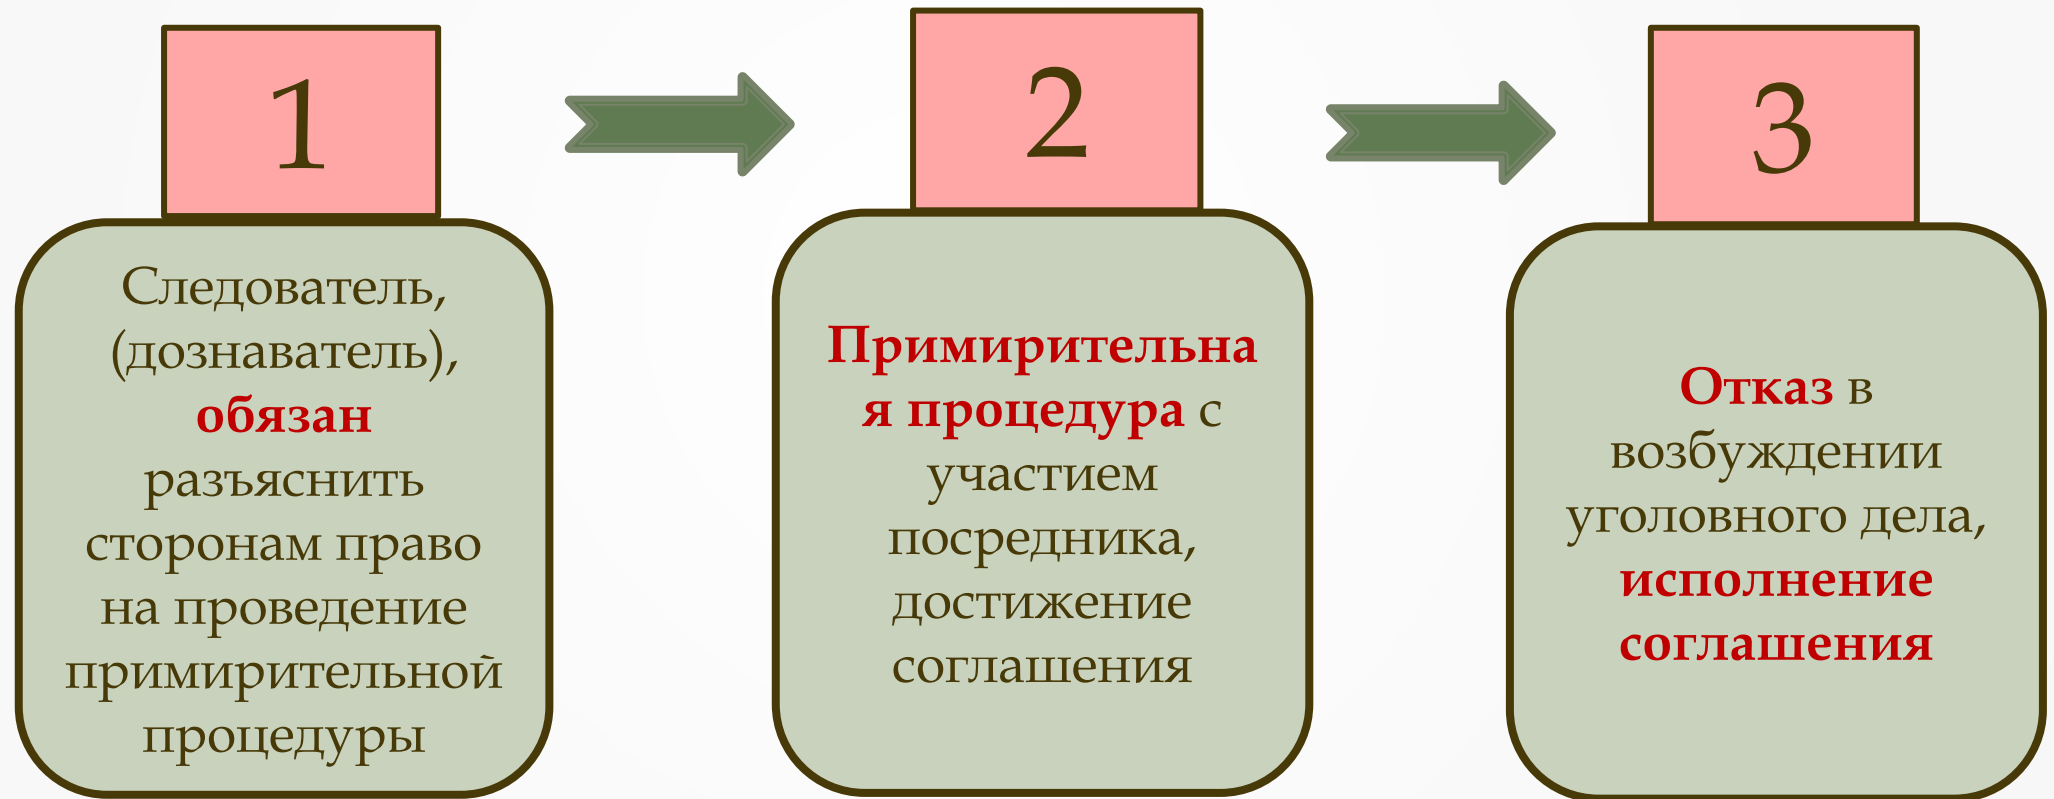 1
Следователь,
(дознаватель),
обязан
разъяснить
сторонам право
на проведение
примирительной
процедуры
2
Примирительна
я процедура с
участием
посредника,
достижение
соглашения
3
Отказ в
возбуждении
уголовного дела,
исполнение
соглашения